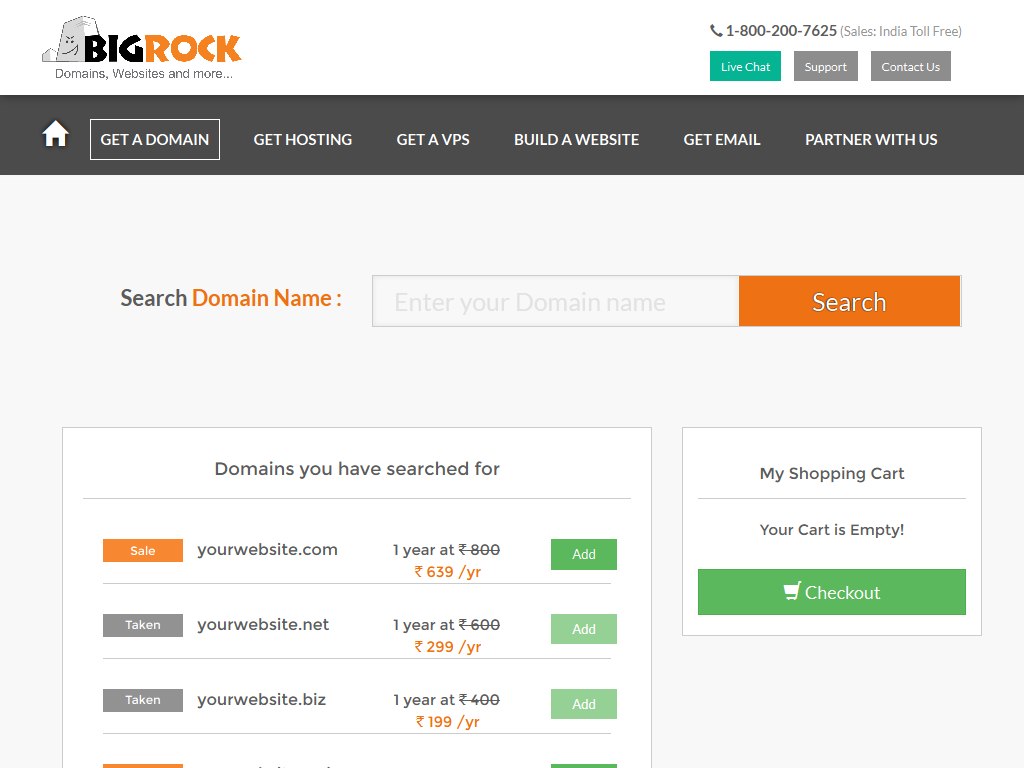 BIGROCK
Domains, Websites and more...
1-800-200-7625 (Sales: India Toll Free)
Live Chat Support Contact Us
GET A DOMAIN GET HOSTING GET A VPS BUILD A WEBSITE GET EMAIL PARTNER WITH US
Search Domain Name :
Enter your Domain name
Search
Domains you have searched for
Sale yourwebsite.com 1 year at ₹ 800 Add
₹ 639 /yr
Taken yourwebsite.net 1 year at ₹ 600 Add
₹ 299 /yr
Taken yourwebsite.biz 1 year at ₹ 400 Add
₹ 199 /yr
My Shopping Cart
Your Cart is Empty!
Checkout